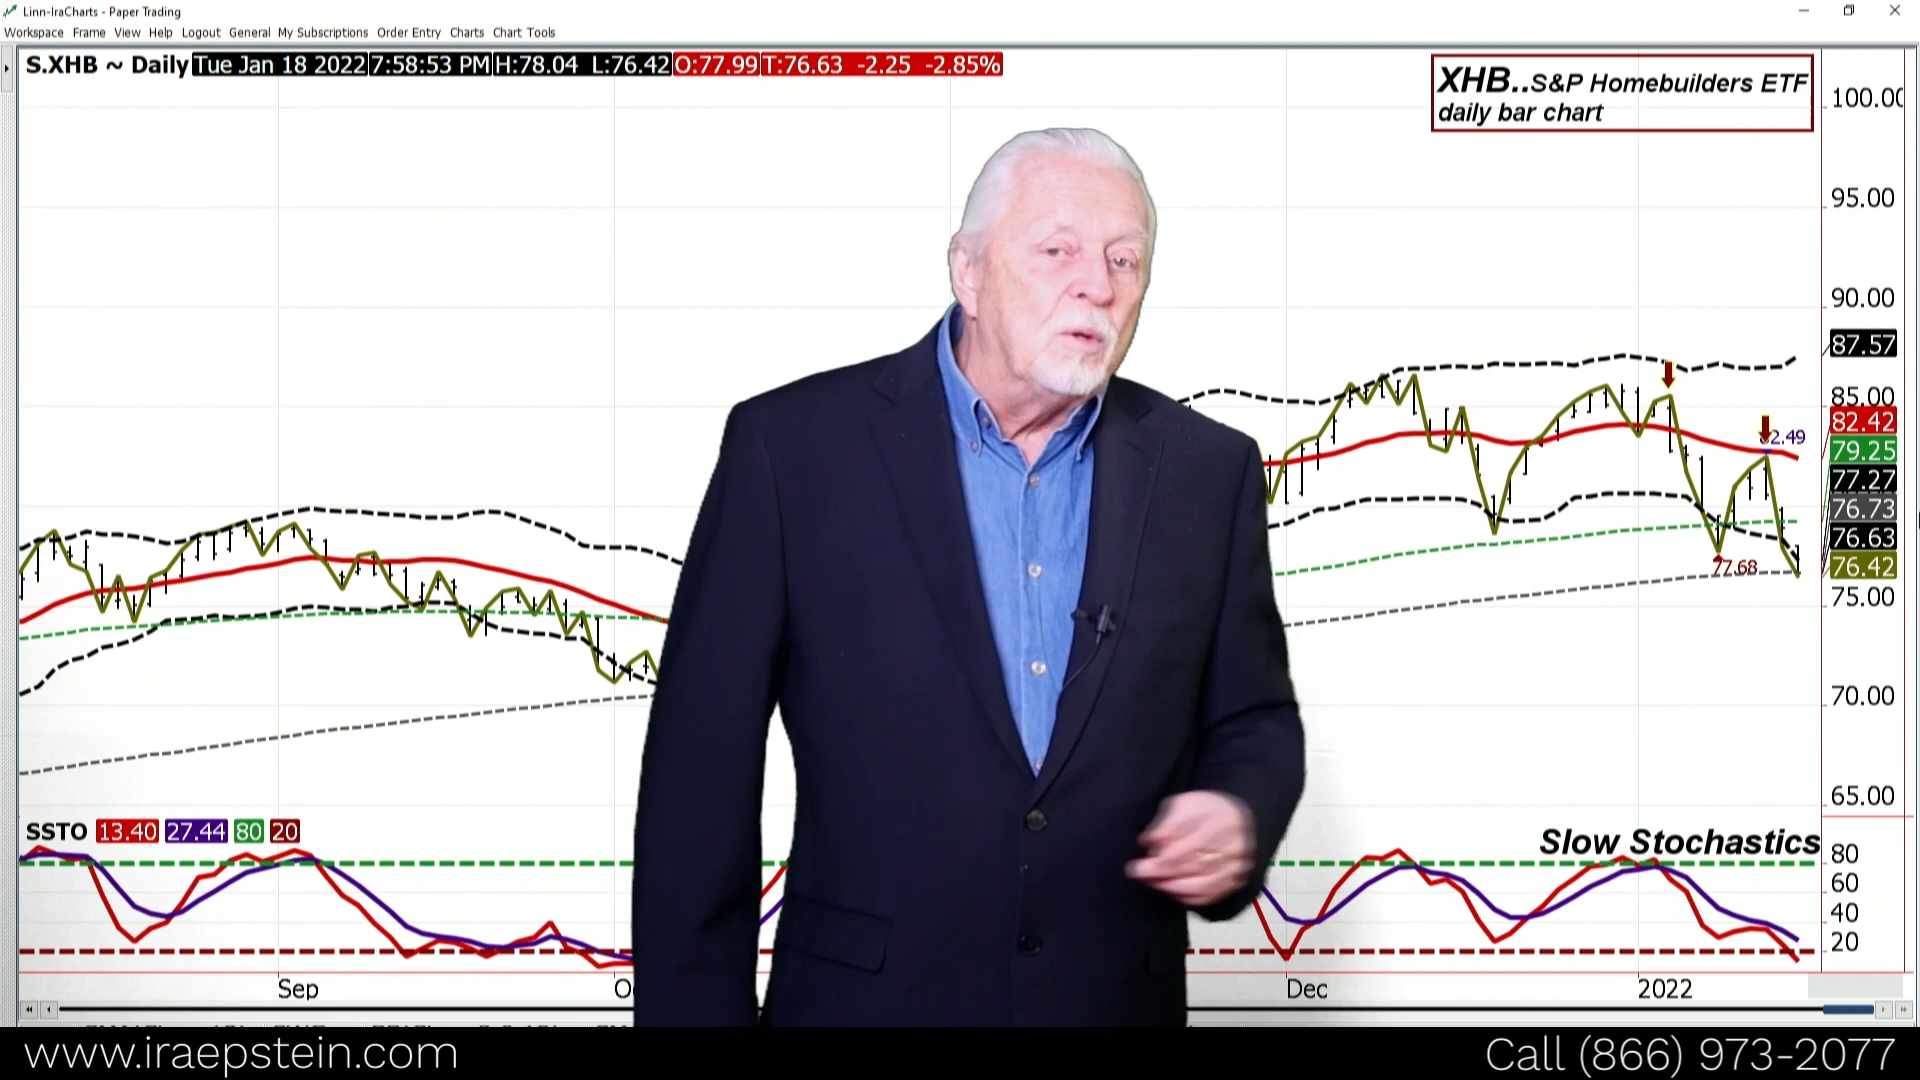 Linn-IraCharts - Paper Trading
Workspace Frame View Help Logout General My Subscriptions Order Entry Charts Chart Tools
S.XHB ~ Daily Tue Jan 18 2022 7:58:53 PM H:78.04 L:76.42 O:77.99 T:76.63 -2.25 -2.85%
XHB..S&P Homebuilders ETF
daily bar chart
100.00
95.00
90.00
87.57
85.00
82.42
82.49
79.25
77.27
76.73
76.63
77.68
76.42
75.00
70.00
65.00
SSTO 13.40 27.44 80 20
Slow Stochastics
80
60
40
20
Sep
Dec
2022
www.iraepstein.com
Call (866) 973-2077